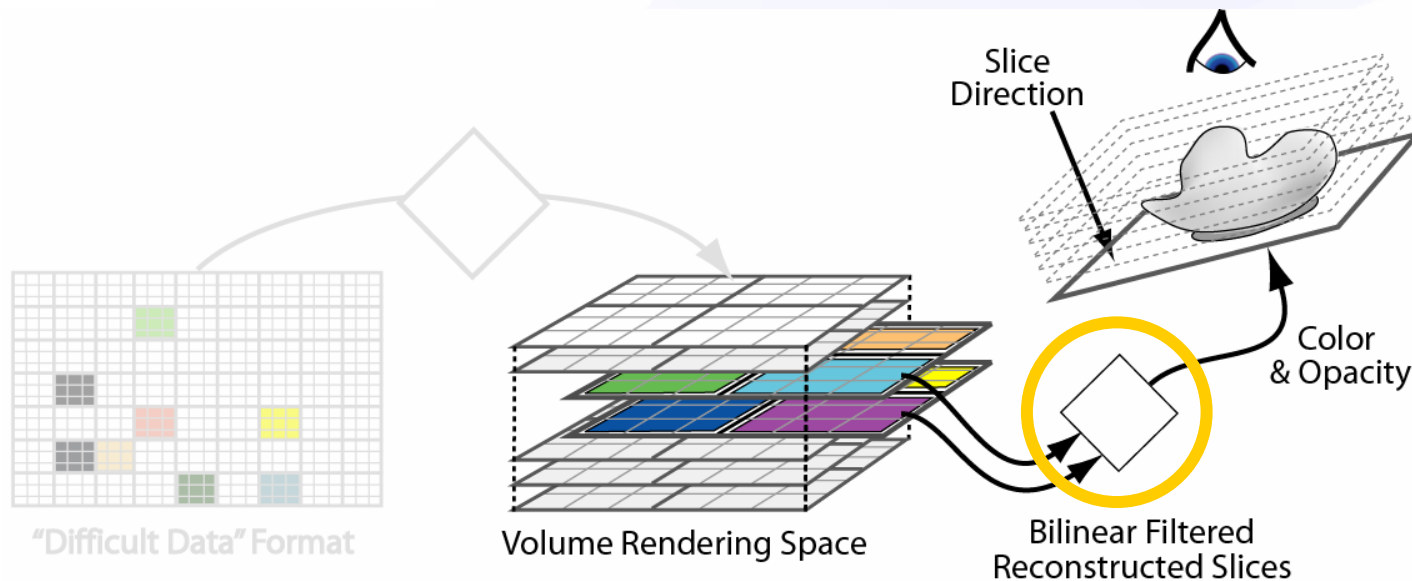 Slice
Direction
Color
& Opacity
"Difficult Data" Format
Volume Rendering Space
Bilinear Filtered
Reconstructed Slices